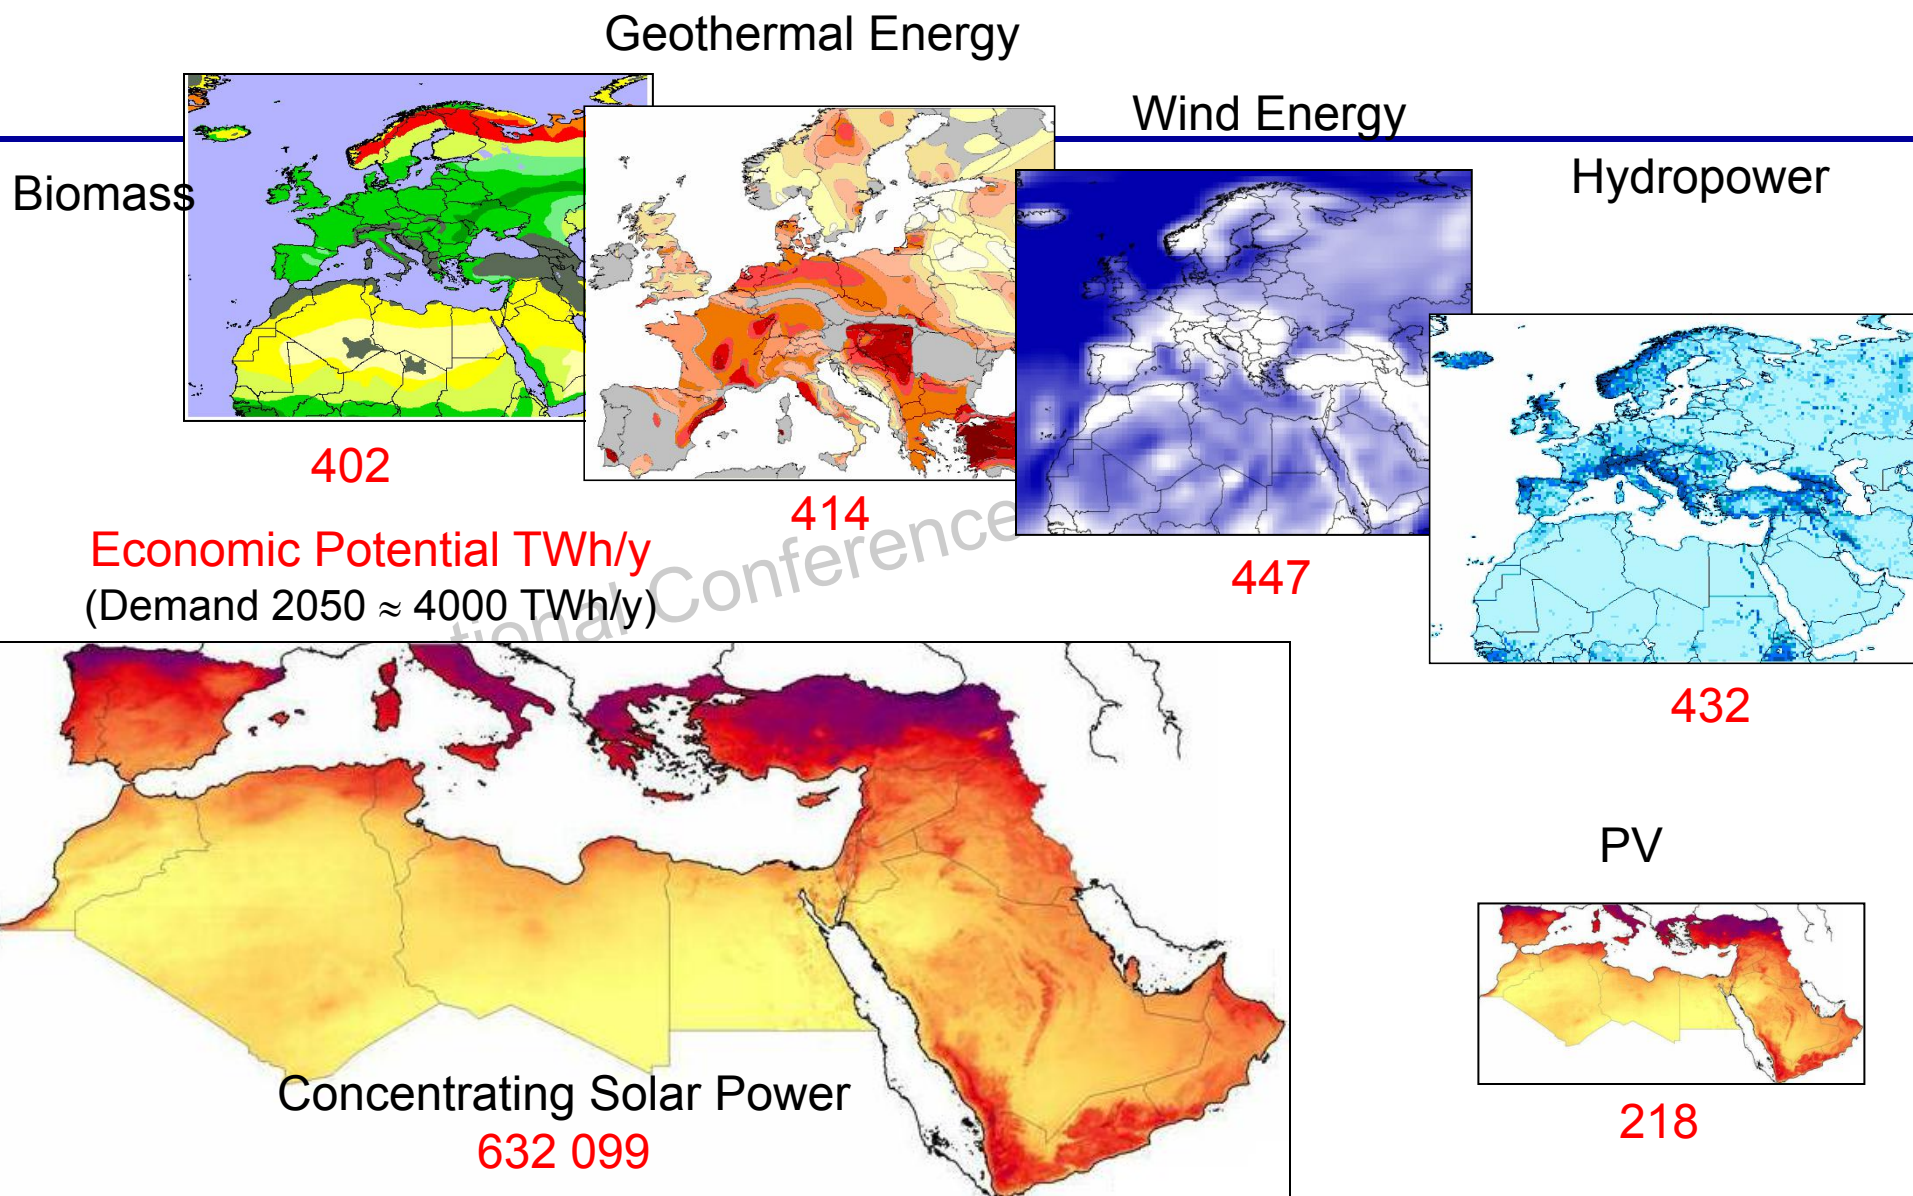 Geothermal Energy
Wind Energy
Biomass
Hydropower
402
414
447
432
Economic Potential TWh/y
(Demand 2050 ≈ 4000 TWh/y)
Conference
PV
218
Concentrating Solar Power
632 099